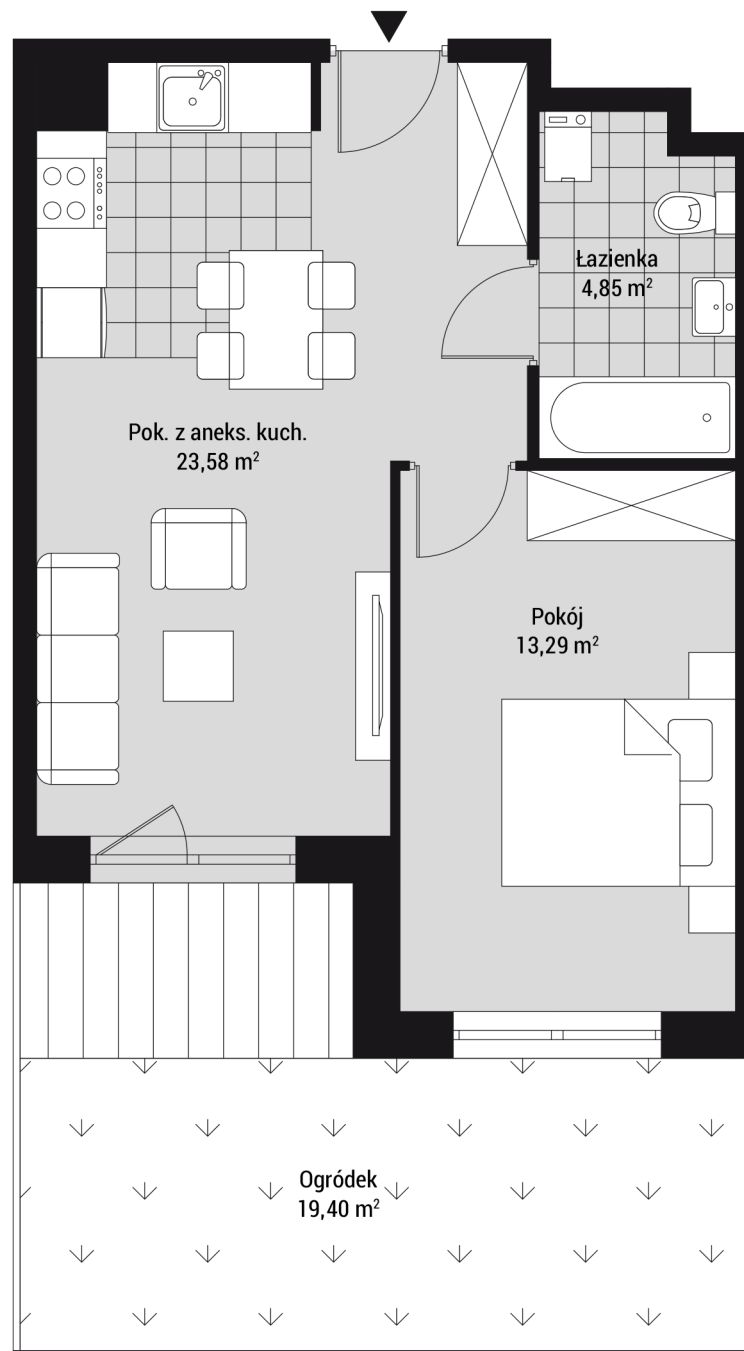 Łazienka
4,85 m²
Pok. z aneks. kuch.
23,58 m²
Pokój
13,29 m²
Ogródek
19,40 m²